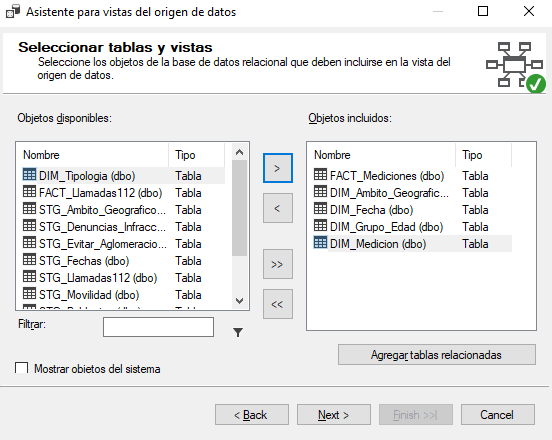 Asistente para vistas del origen de datos
Seleccionar tablas y vistas
Seleccione los objetos de la base de datos relacional que deben incluirse en la vista del
origen de datos.
Objetos disponibles:
Nombre Tipo
DIM_Tipologia (dbo) Tabla
FACT_Llamadas112 (dbo) Tabla
STG_Ambito_Geografico... Tabla
STG_Denuncias_Infracc... Tabla
STG_Evitar_Aglomeracio... Tabla
STG_Fechas (dbo) Tabla
STG_Llamadas112 (dbo) Tabla
STG_Movilidad (dbo) Tabla
Tabla
Filtrar:
Mostrar objetos del sistema
>
<
>>
<<
Objetos incluidos:
Nombre Tipo
FACT_Mediciones (dbo) Tabla
DIM_Ambito_Geografic... Tabla
DIM_Fecha (dbo) Tabla
DIM_Grupo_Edad (dbo) Tabla
DIM_Medicion (dbo) Tabla
Agregar tablas relacionadas
< Back
Next >
Finish >>|
Cancel